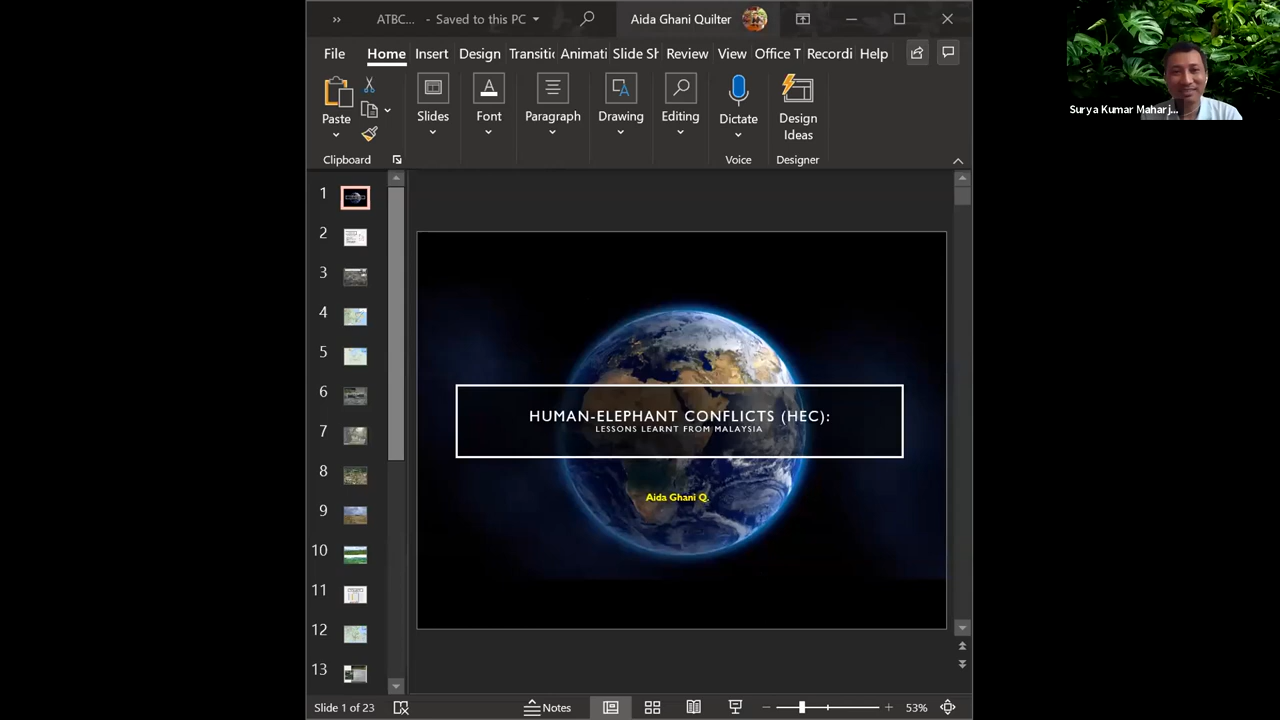 ATBC... - Saved to this PC
Aida Ghani Quilter
File Home Insert Design Transitic Animati Slide Sh Review View Office T Recordi Help
Paste
Slides
Font
Paragraph
Drawing
Editing
Dictate
Design
Ideas
Clipboard
Voice
Designer
1
2
3
4
5
6
7
8
9
10
11
12
13
HUMAN-ELEPHANT CONFLICTS (HEC):
LESSONS LEARNT FROM MALAYSIA
Aida Ghani Q.
Slide 1 of 23
Notes
53%
Surya Kumar Maharj...